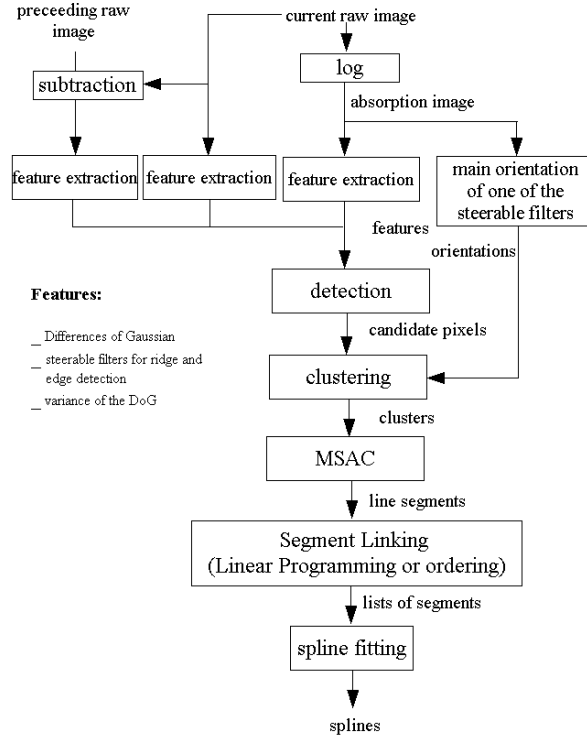 preceeding raw
image
current raw image
subtraction
log
absorption image
feature extraction
feature extraction
feature extraction
main orientation
of one of the
steerable filters
features
orientations
Features:
_ Differences of Gaussian
_ steerable filters for ridge and
edge detection
_ variance of the DoG
detection
candidate pixels
clustering
clusters
MSAC
line segments
Segment Linking
(Linear Programming or ordering)
lists of segments
spline fitting
splines